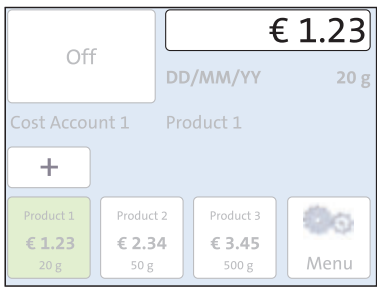 Off
€ 1.23
DD/MM/YY 20 g
Cost Account 1 Product 1
+
Product 1 Product 2 Product 3
€ 1.23 € 2.34 € 3.45
20 g 50 g 500 g Menu